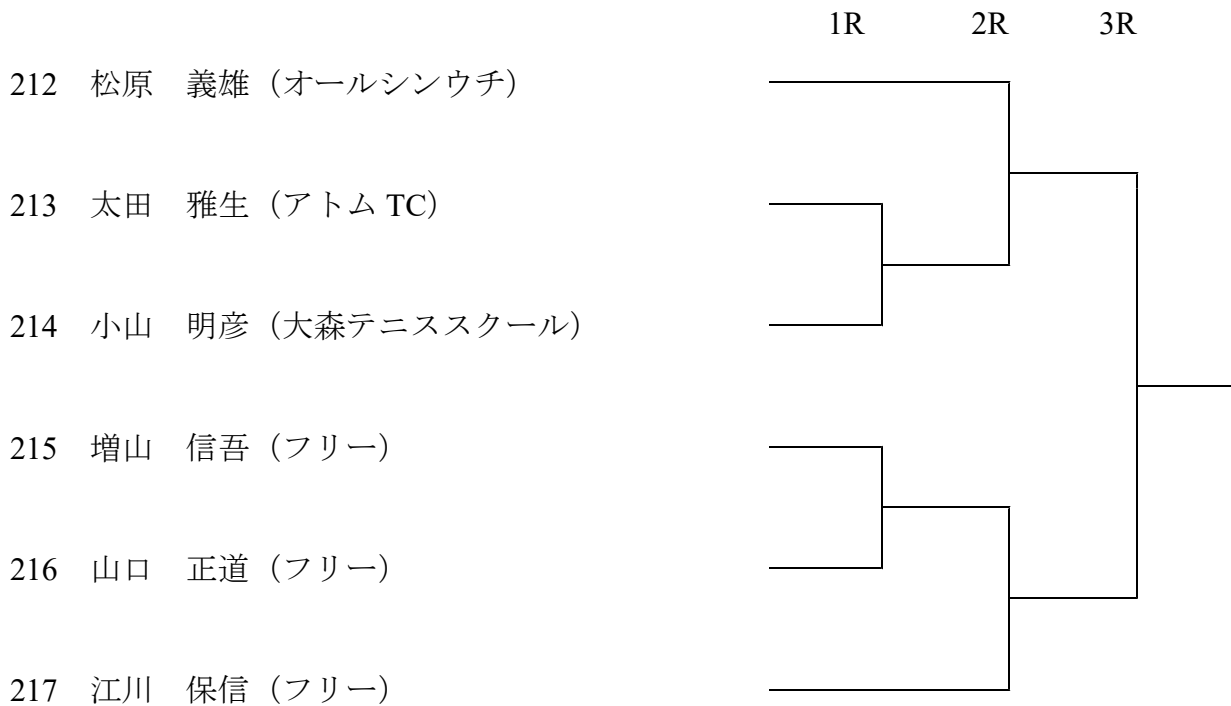 1R 2R 3R
212 松原 義雄（オールシンウチ）
213 太田 雅生（アトム TC）
214 小山 明彦（大森テニススクール）
215 増山 信吾（フリー）
216 山口 正道（フリー）
217 江川 保信（フリー）